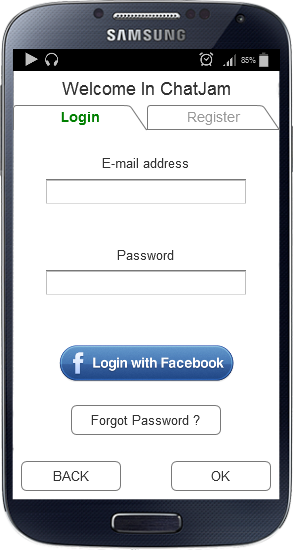 SAMSUNG
85%
Welcome In ChatJam
Login Register
E-mail address
Password
f Login with Facebook
Forgot Password ?
BACK OK